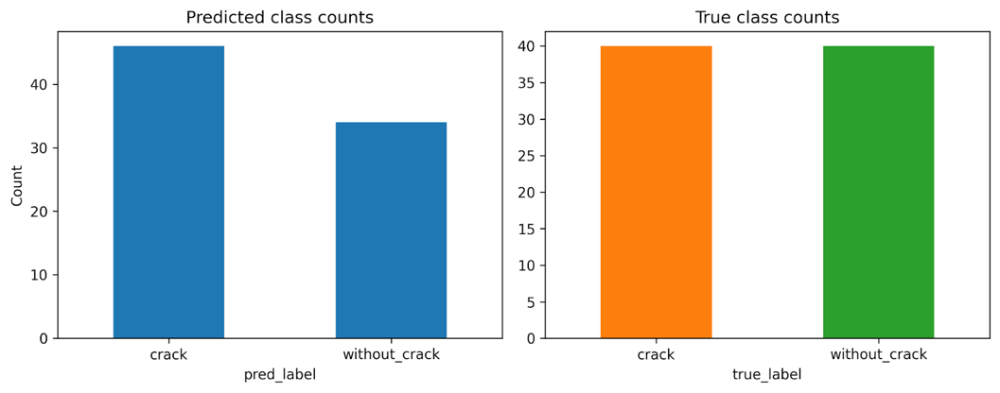 Predicted class counts
Count
40
30
20
10
0
crack
without_crack
pred_label
True class counts
40
35
30
25
20
15
10
5
0
crack
without_crack
true_label